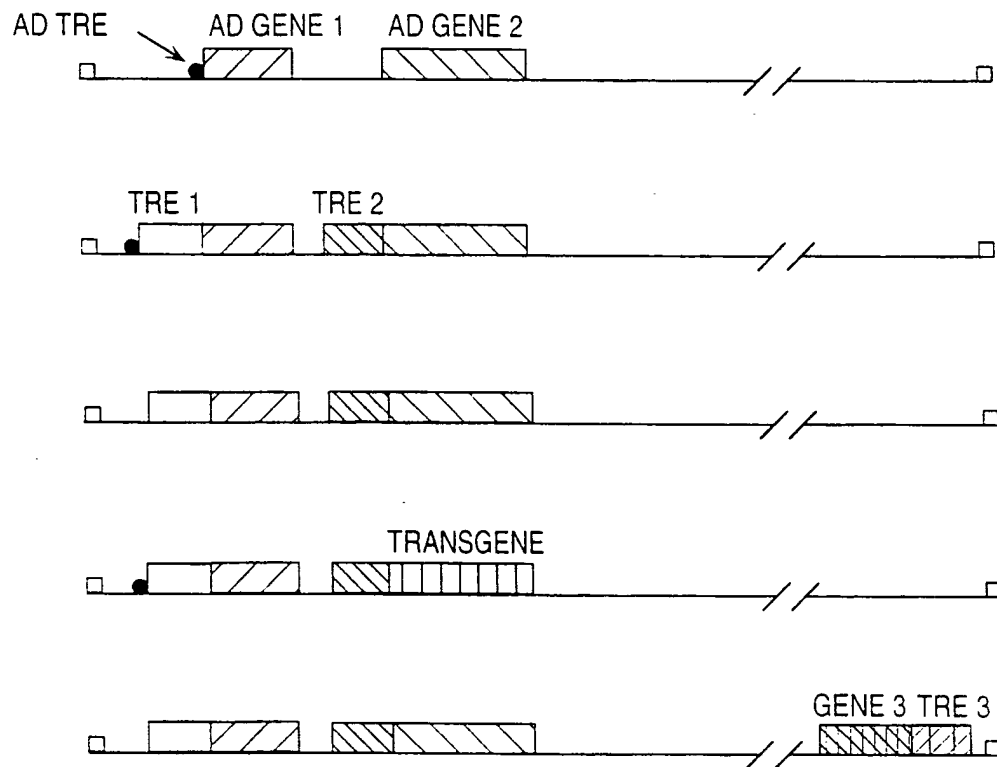 AD TRE
AD GENE 1
AD GENE 2
TRE 1
TRE 2
TRANSGENE
GENE 3 TRE 3